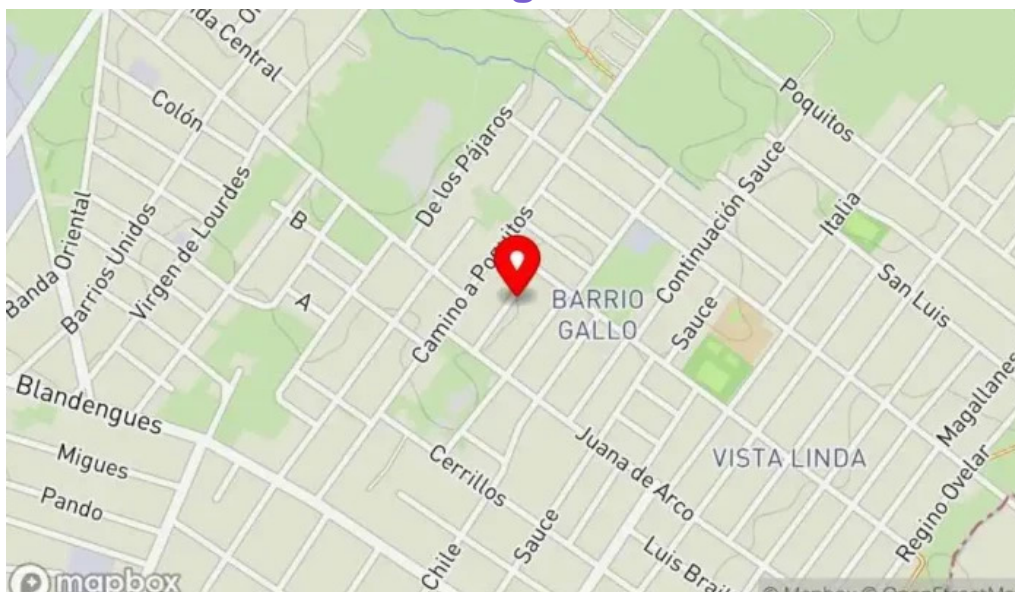 Central
Colón
Poquitos
De los Pájaros
Banda Oriental
Barrios Unidos
Virgen de Lourdes
B
A
Camino a Poquitos
Continuación Sauce
Italia
San Luis
BARRIO
GALLO
Sauce
Magallanes
Blandengues
Migues
Pando
Cerrillos
Juana de Arco
VISTA LINDA
Regino Ovelar
Chile
Sauce
Luis Brail
mapbox
© Mapbox © OpenStreetMa